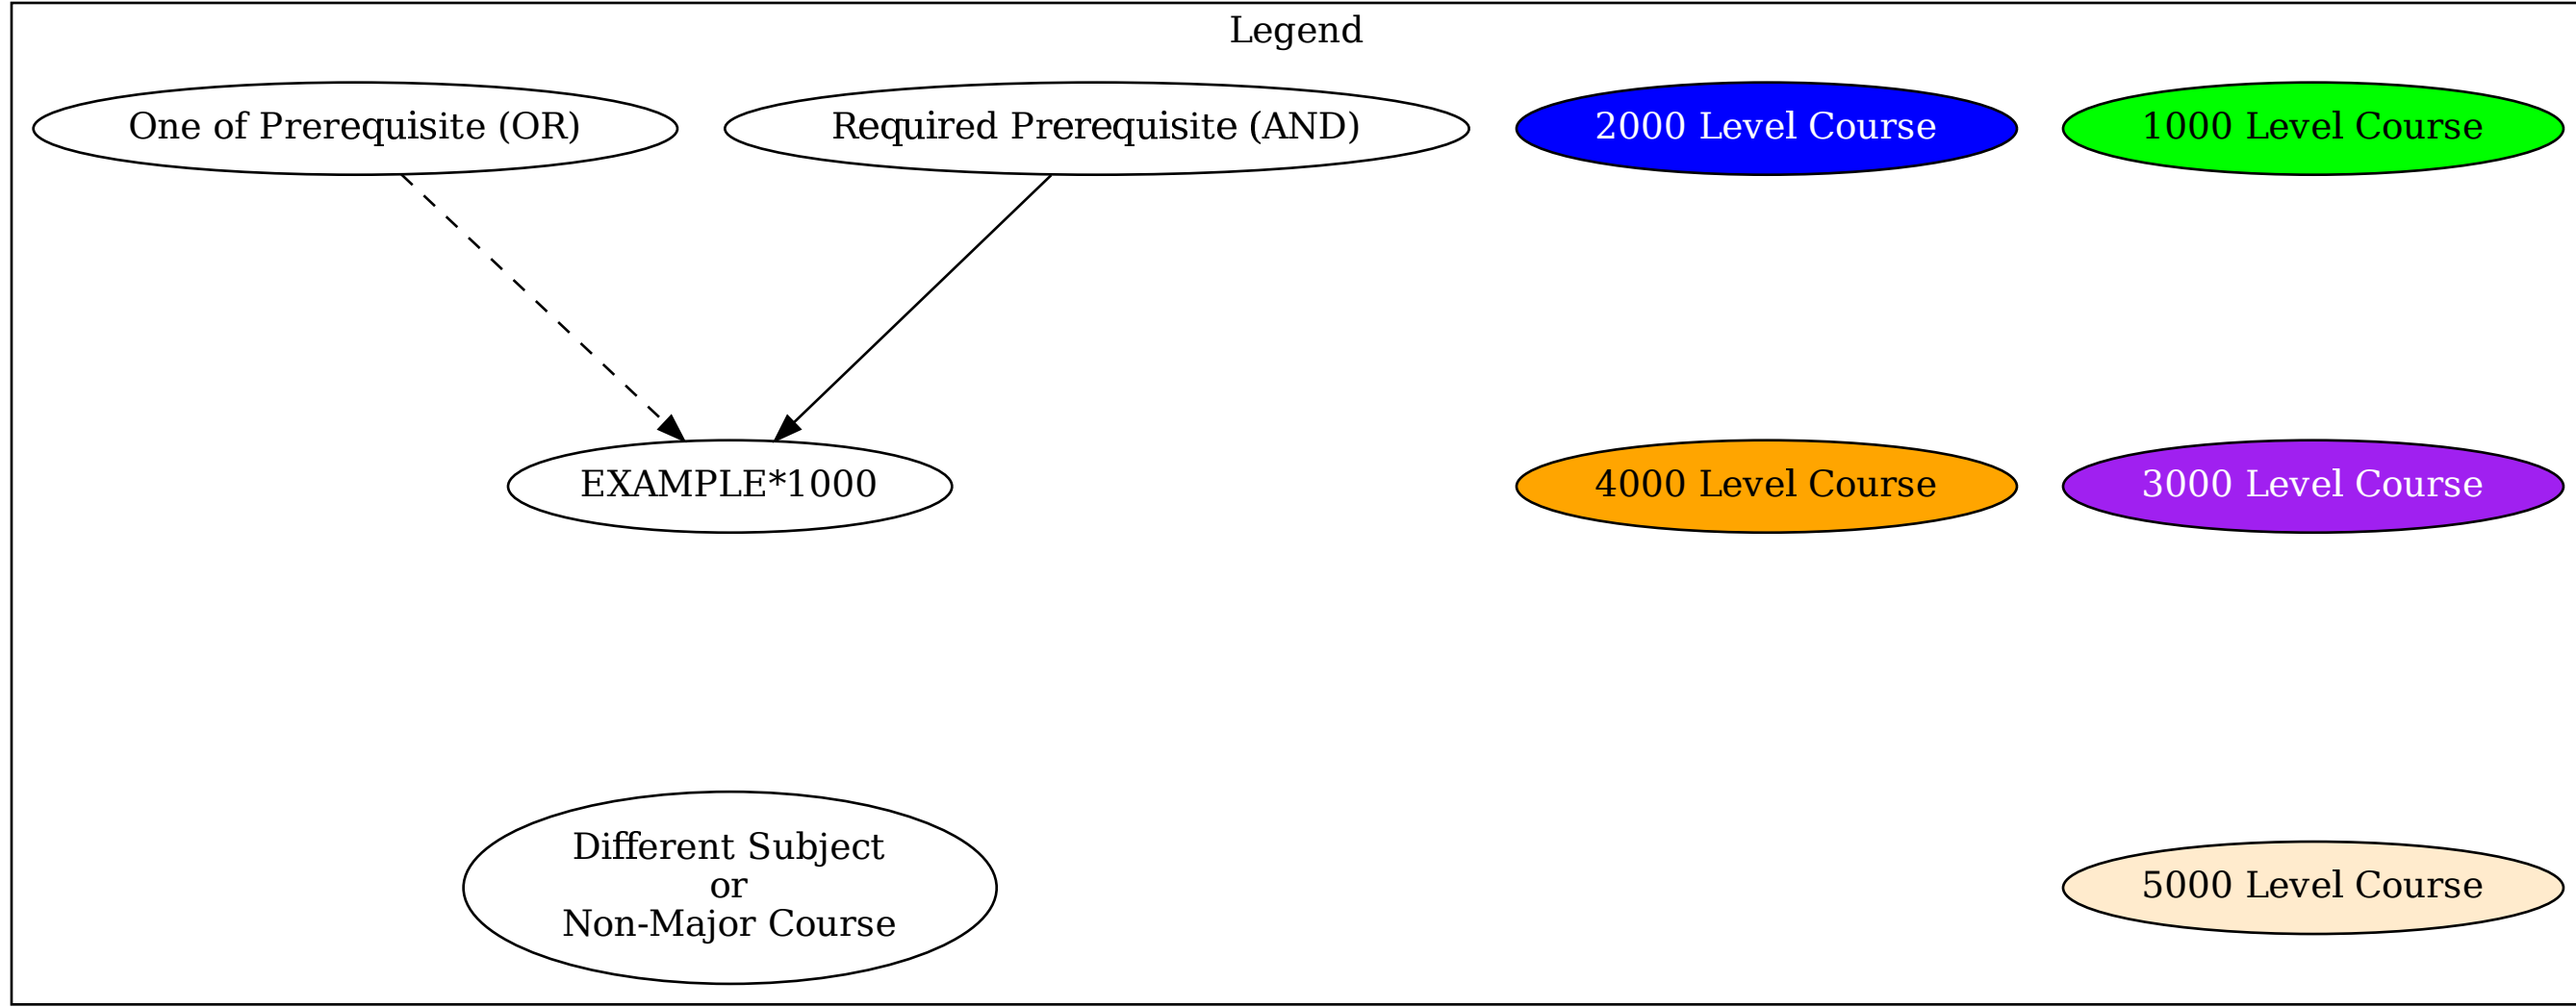 Legend
One of Prerequisite (OR)
Required Prerequisite (AND)
2000 Level Course
1000 Level Course
EXAMPLE*1000
4000 Level Course
3000 Level Course
Different Subject
or
Non-Major Course
5000 Level Course